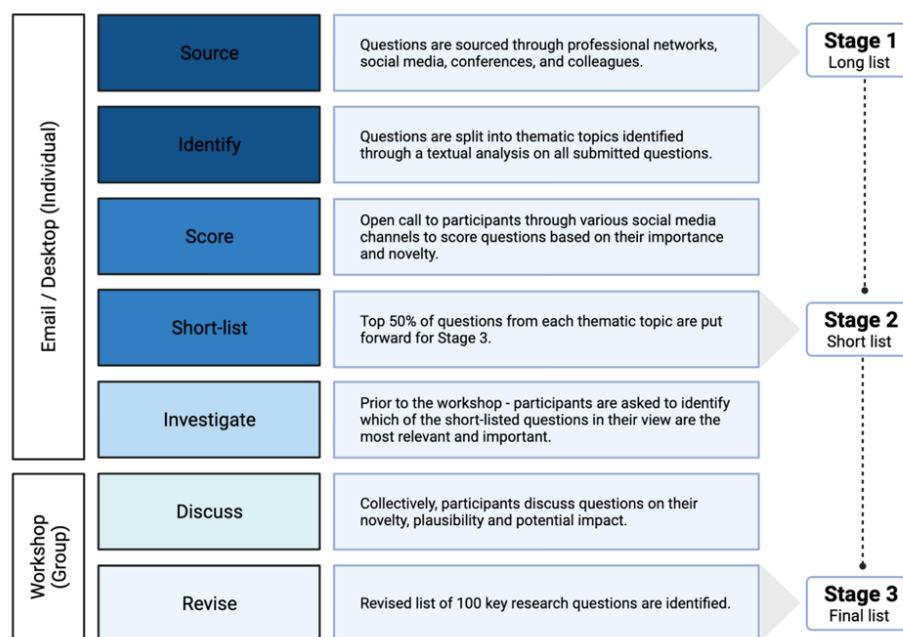 Email / Desktop (Individual)
Source
Questions are sourced through professional networks,
social media, conferences, and colleagues.
Stage 1
Long list
Identify
Questions are split into thematic topics identified
through a textual analysis on all submitted questions.
Score
Open call to participants through various social media
channels to score questions based on their importance
and novelty.
Short-list
Top 50% of questions from each thematic topic are put
forward for Stage 3.
Stage 2
Short list
Investigate
Prior to the workshop - participants are asked to identify
which of the short-listed questions in their view are the
most relevant and important.
Workshop
(Group)
Discuss
Collectively, participants discuss questions on their
novelty, plausibility and potential impact.
Revise
Revised list of 100 key research questions are identified.
Stage 3
Final list